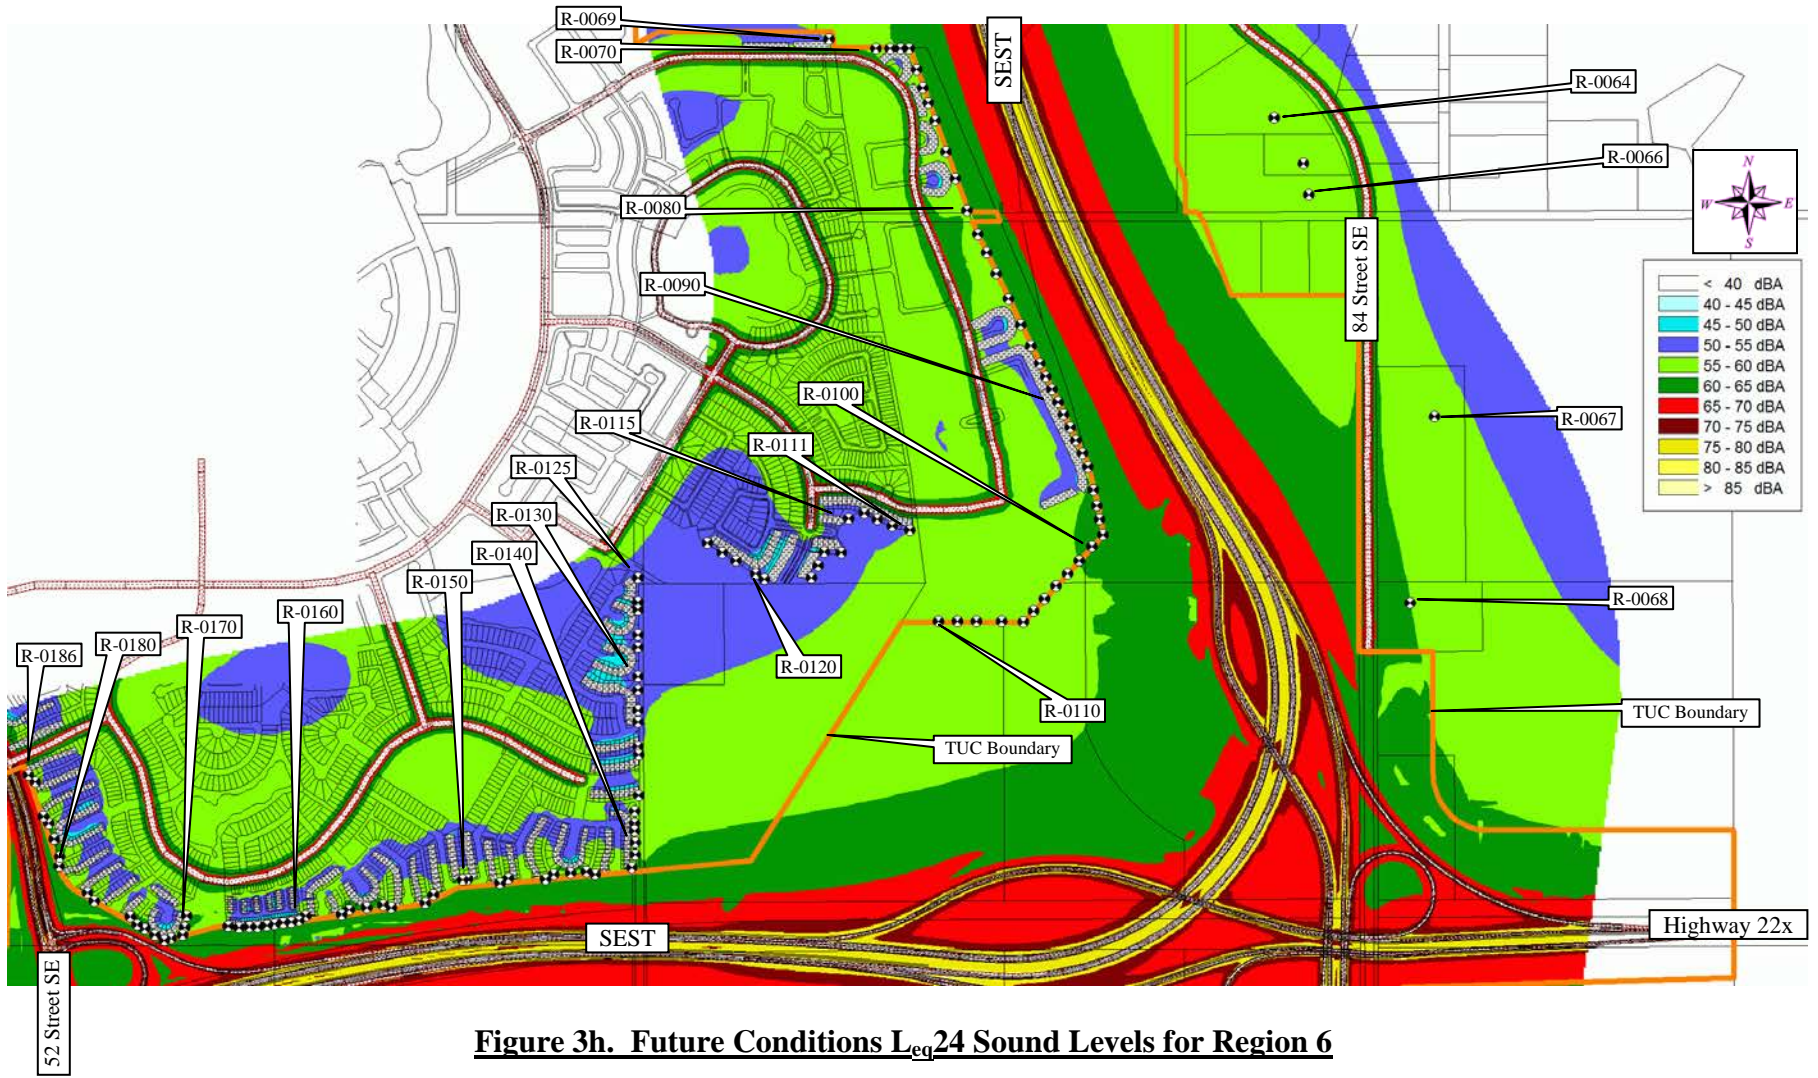 R-0069
R-0070
SEST
R-0064
R-0066
N
W E
S
R-0080
84 Street SE
R-0090
< 40 dBA
40 - 45 dBA
45 - 50 dBA
50 - 55 dBA
55 - 60 dBA
60 - 65 dBA
65 - 70 dBA
70 - 75 dBA
75 - 80 dBA
80 - 85 dBA
> 85 dBA
R-0100
R-0115
R-0111
R-0067
R-0125
R-0130
R-0140
R-0150
R-0160
R-0170
R-0180
R-0186
R-0068
R-0120
R-0110
TUC Boundary
TUC Boundary
SEST
Highway 22x
52 Street SE
Figure 3h. Future Conditions Leq24 Sound Levels for Region 6